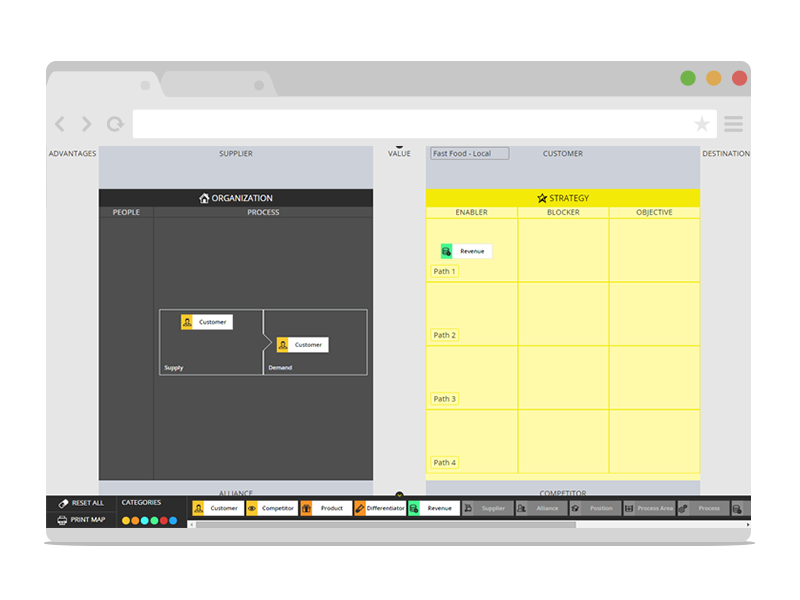 ADVANTAGES
SUPPLIER
VALUE
Fast Food - Local
CUSTOMER
DESTINATION
ORGANIZATION
STRATEGY
PEOPLE
PROCESS
ENABLER
BLOCKER
OBJECTIVE
Revenue
Path 1
Customer
Customer
Supply
Demand
Path 2
Path 3
Path 4
ALLIANCE
COMPETITOR
RESET ALL
CATEGORIES
Customer
Competitor
Product
Differentiator
Revenue
Supplier
Alliance
Position
Process Area
Process
PRINT MAP